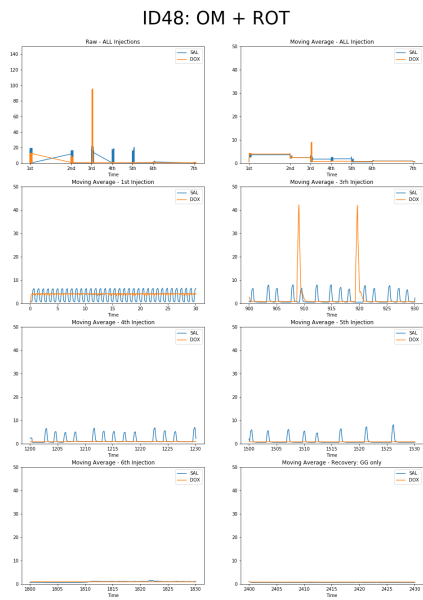 ID48: OM + ROT
Raw - ALL Injections
140
120
100
80
60
40
20
0
1st 2nd 3rd 4th 5th 6th 7th
Time
SAL
DOX
Moving Average - ALL Injection
50
40
30
20
10
0
1st 2nd 3rd 4th 5th 6th 7th
Time
SAL
DOX
Moving Average - 1st Injection
50
40
30
20
10
0
0 5 10 15 20 25 30
Time
SAL
DOX
Moving Average - 3rh Injection
50
40
30
20
10
0
900 905 910 915 920 925 930
Time
SAL
DOX
Moving Average - 4th Injection
50
40
30
20
10
0
1200 1205 1210 1215 1220 1225 1230
Time
SAL
DOX
Moving Average - 5th Injection
50
40
30
20
10
0
1500 1505 1510 1515 1520 1525 1530
Time
SAL
DOX
Moving Average - 6th Injection
50
40
30
20
10
0
1800 1805 1810 1815 1820 1825 1830
Time
SAL
DOX
Moving Average - Recovery: GG only
50
40
30
20
10
0
2400 2405 2410 2415 2420 2425 2430
Time
SAL
DOX